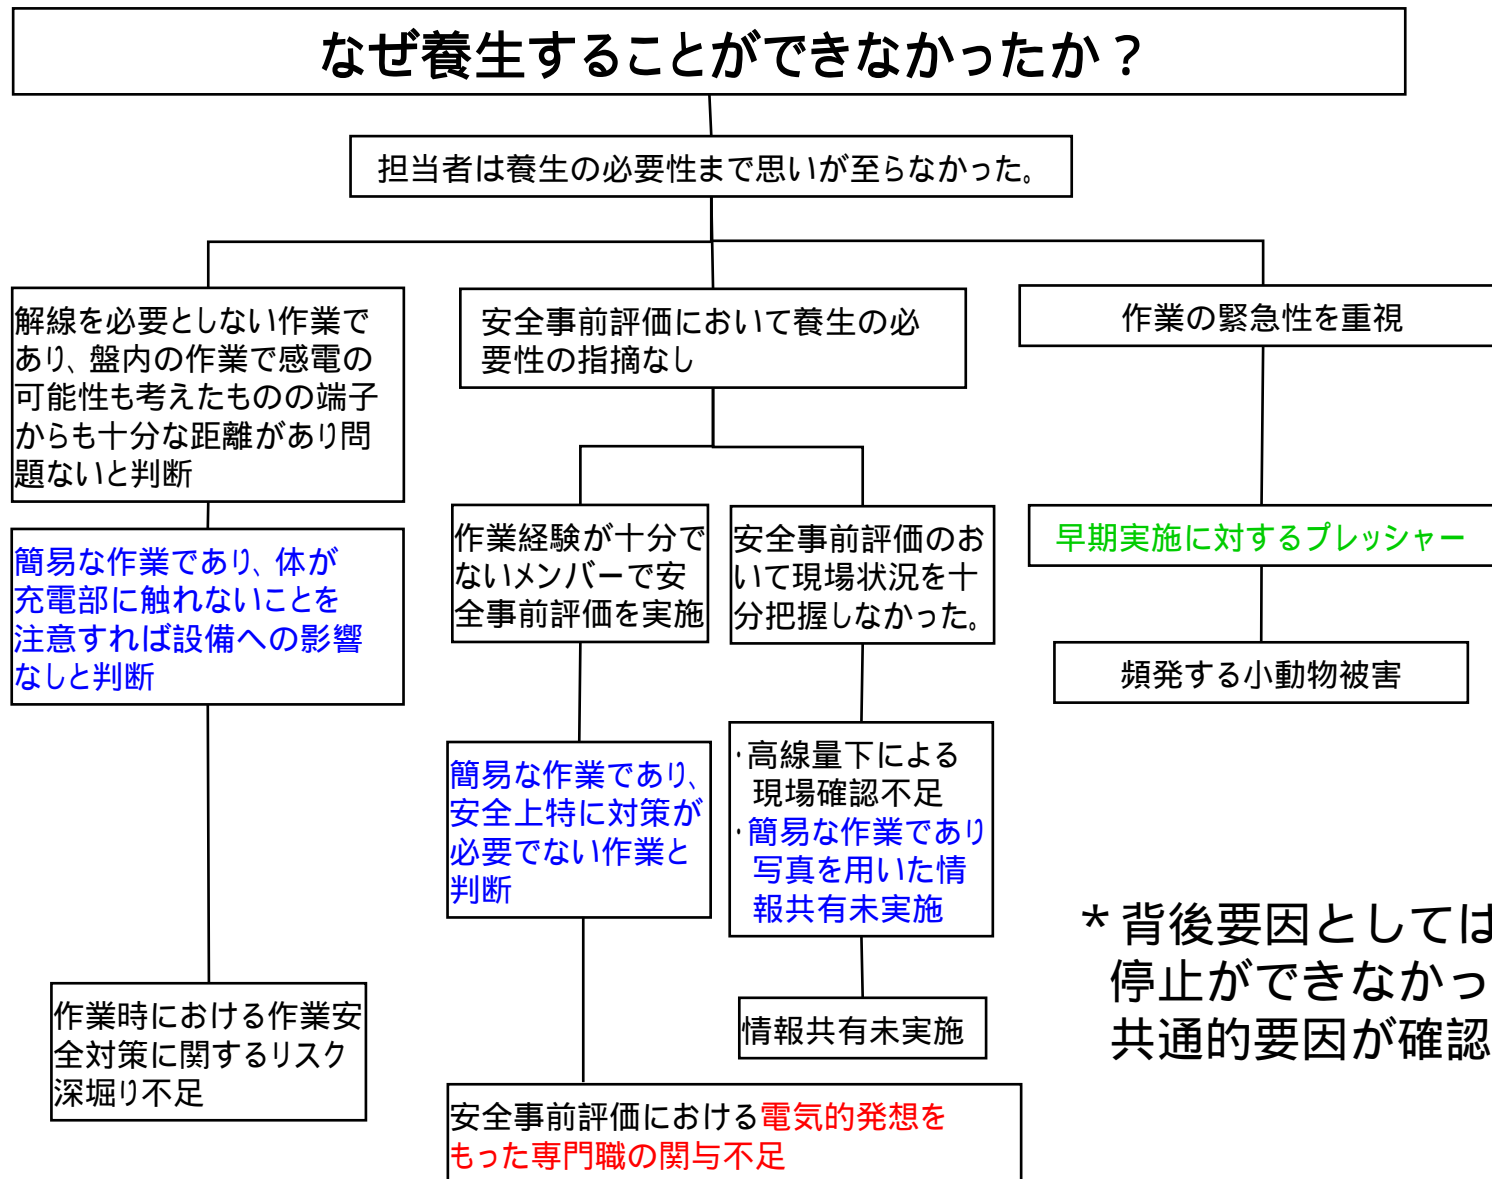 なぜ養生することができなかったか？
担当者は養生の必要性まで思いが至らなかった。
解線を必要としない作業で
あり、盤内の作業で感電の
可能性も考えたものの端子
からも十分な距離があり問
題ないと判断
簡易な作業であり、体が
充電部に触れないことを
注意すれば設備への影響
なしと判断
作業時における作業安
全対策に関するリスク
深堀り不足
安全事前評価において養生の必
要性の指摘なし
作業経験が十分で
ないメンバーで安
全事前評価を実施
簡易な作業であり、
安全上特に対策が
必要でない作業と
判断
安全事前評価における電気的発想を
もった専門職の関与不足
安全事前評価のお
いて現場状況を十
分把握しなかった。
・高線量下による
現場確認不足
・簡易な作業であり
写真を用いた情
報共有未実施
情報共有未実施
作業の緊急性を重視
早期実施に対するプレッシャー
頻発する小動物被害
＊背後要因としては
停止ができなかっ
共通的要因が確認